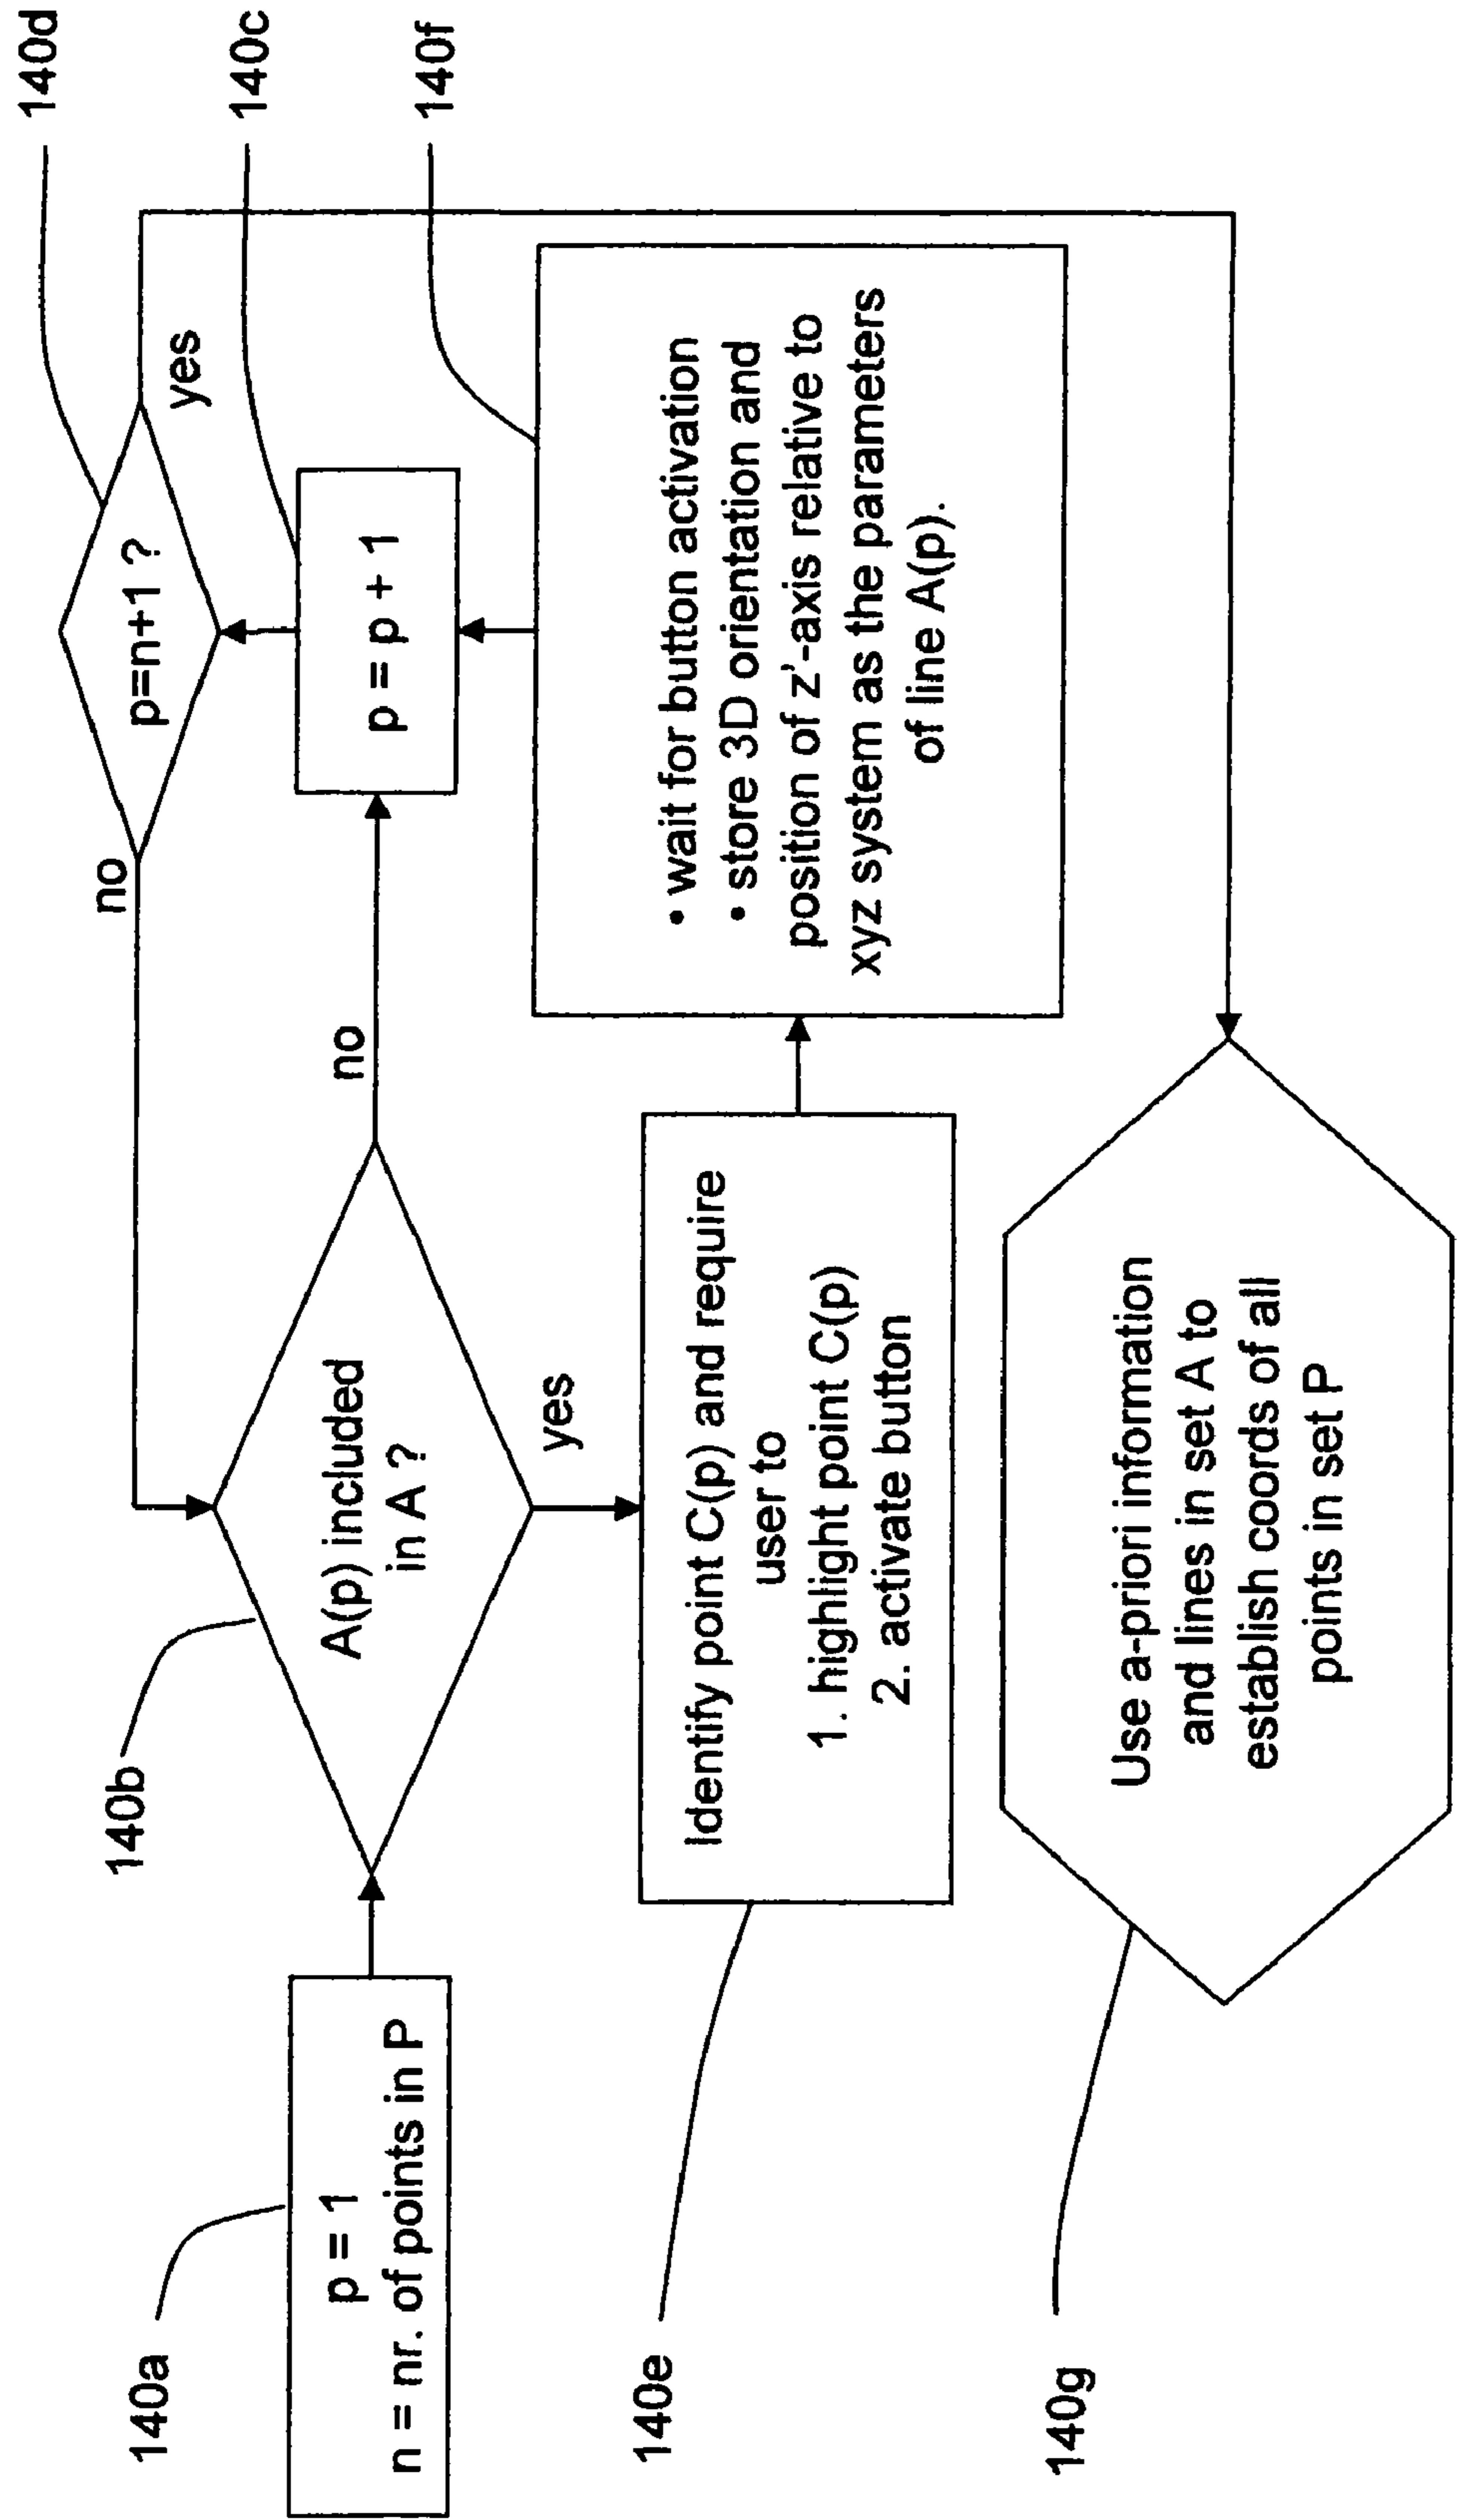 140d
140c
140f
p=n+1 ?
yes
no
p = p + 1
• wait for button activation
• store 3D orientation and
position of z'-axis relative to
xyz system as the parameters
of line A(p).
no
140b
A(p) included
in A ?
yes
140a
p = 1
n = nr. of points in P
140e
identify point C(p) and require
user to
1. highlight point C(p)
2. activate button
140g
Use a-priori information
and lines in set A to
establish coords of all
points in set P